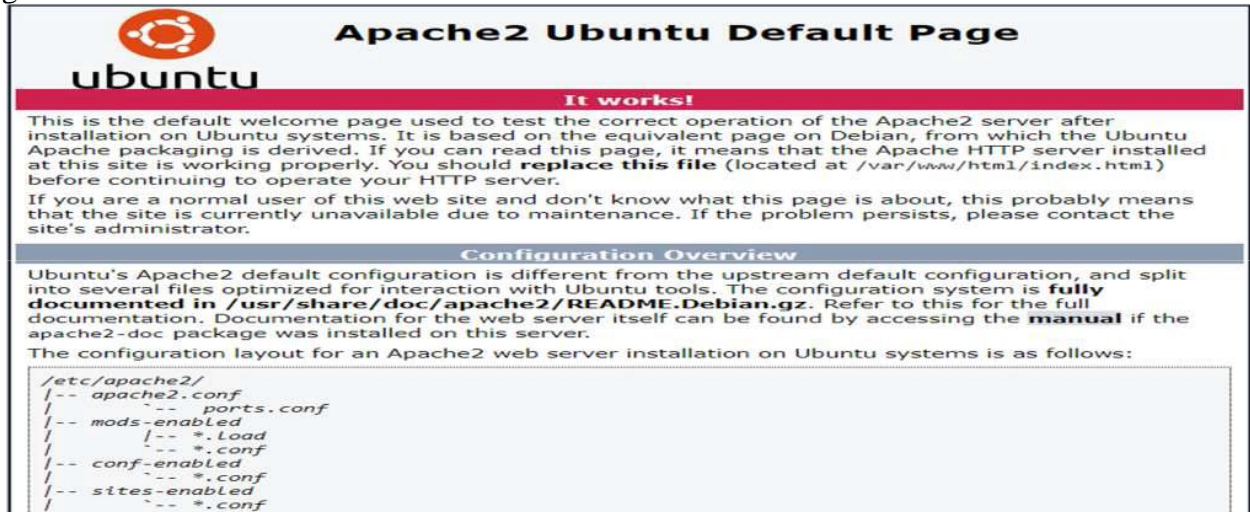 Apache2 Ubuntu Default Page
ubuntu
It works!
This is the default welcome page used to test the correct operation of the Apache2 server after
installation on Ubuntu systems. It is based on the equivalent page on Debian, from which the Ubuntu
Apache packaging is derived. If you can read this page, it means that the Apache HTTP server installed
at this site is working properly. You should replace this file (located at /var/www/html/index.html)
before continuing to operate your HTTP server.
If you are a normal user of this web site and don't know what this page is about, this probably means
that the site is currently unavailable due to maintenance. If the problem persists, please contact the
site's administrator.
Configuration Overview
Ubuntu's Apache2 default configuration is different from the upstream default configuration, and split
into several files optimized for interaction with Ubuntu tools. The configuration system is fully
documented in /usr/share/doc/apache2/README.Debian.gz. Refer to this for the full
documentation. Documentation for the web server itself can be found by accessing the manual if the
apache2-doc package was installed on this server.
The configuration layout for an Apache2 web server installation on Ubuntu systems is as follows:
/etc/apache2/
|-- apache2.conf
|       `--  ports.conf
|-- mods-enabled
|       |-- *.load
|       `-- *.conf
|-- conf-enabled
|       `-- *.conf
|-- sites-enabled
|       `-- *.conf